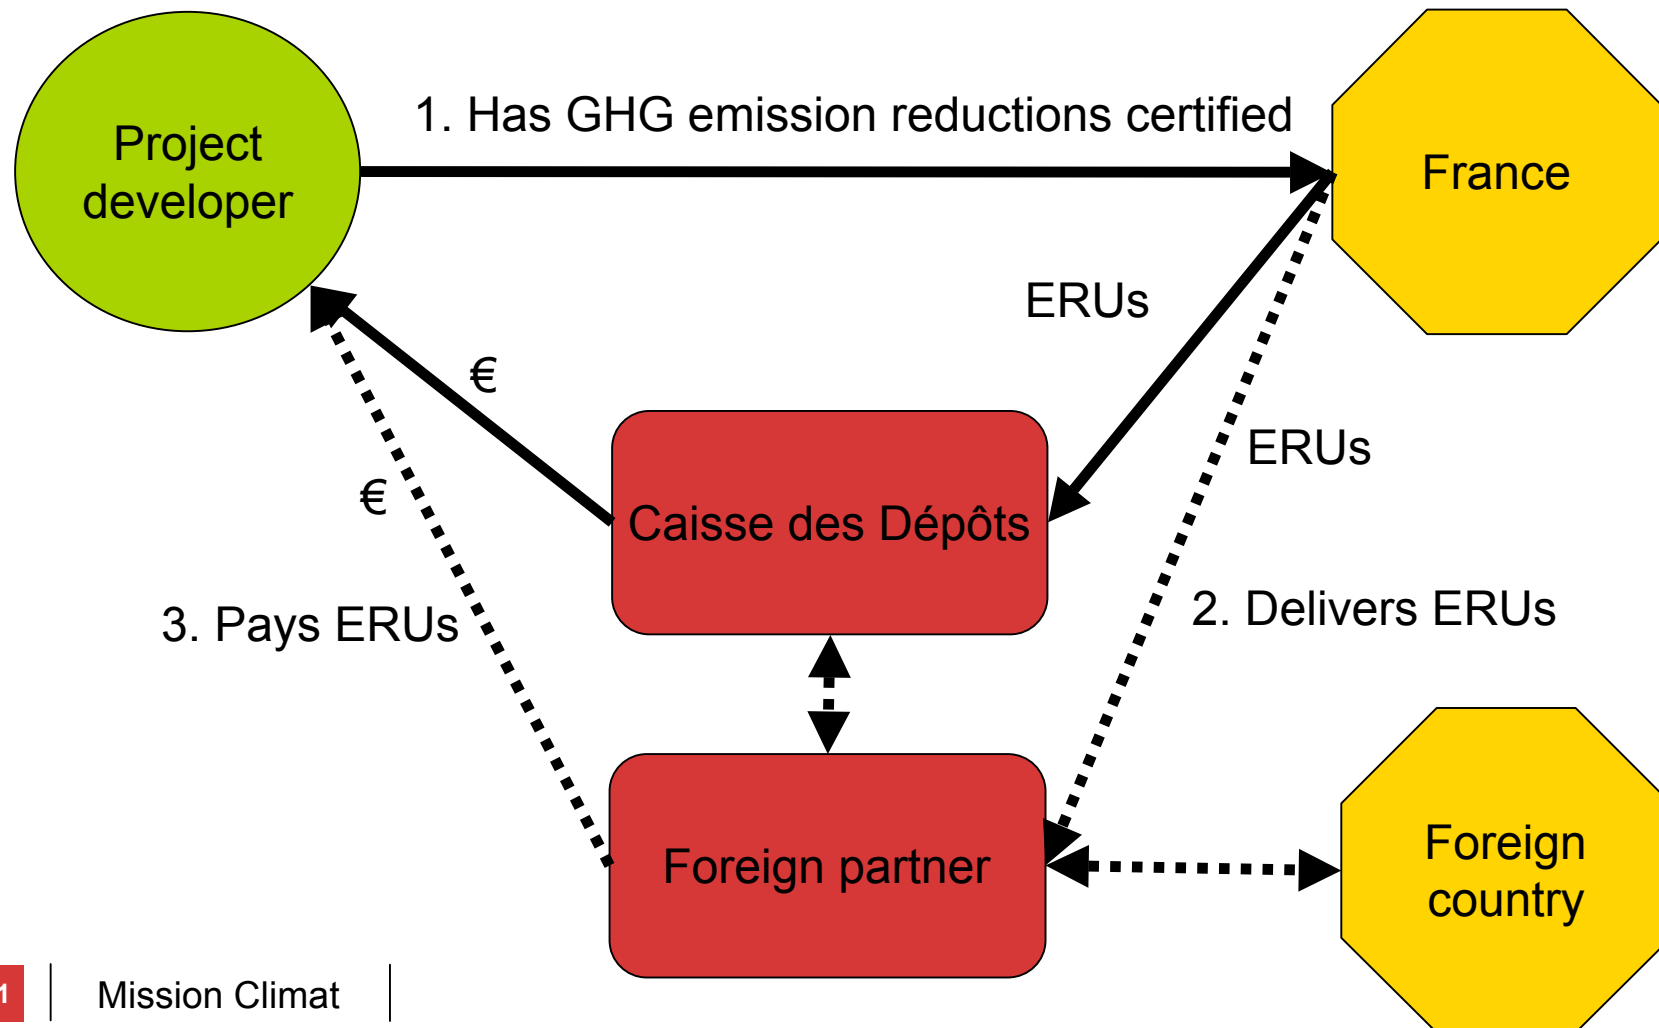 1. Has GHG emission reductions certified
Project
developer
France
ERUs
€
ERUs
€
Caisse des Dépôts
3. Pays ERUs
2. Delivers ERUs
Foreign partner
Foreign
country
1
Mission Climat